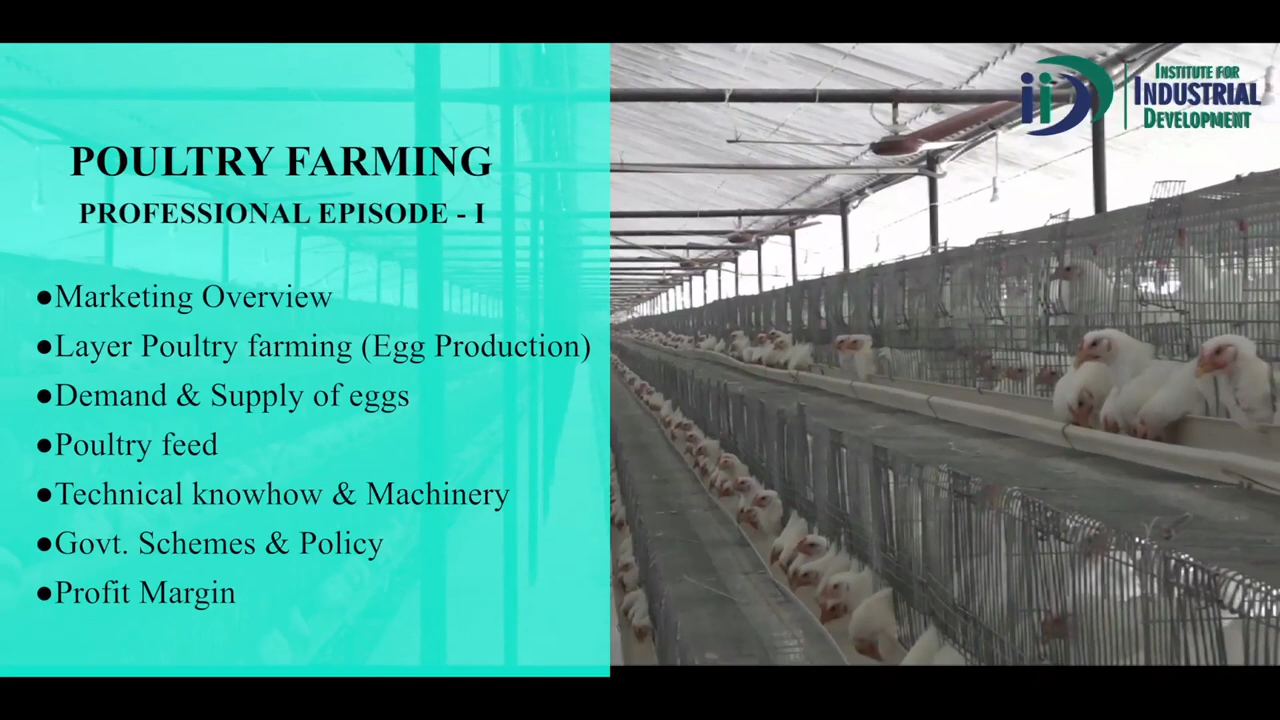 POULTRY FARMING
PROFESSIONAL EPISODE - I
●Marketing Overview
●Layer Poultry farming (Egg Production)
●Demand & Supply of eggs
●Poultry feed
●Technical knowhow & Machinery
●Govt. Schemes & Policy
●Profit Margin
iiD
INSTITUTE FOR
INDUSTRIAL
DEVELOPMENT